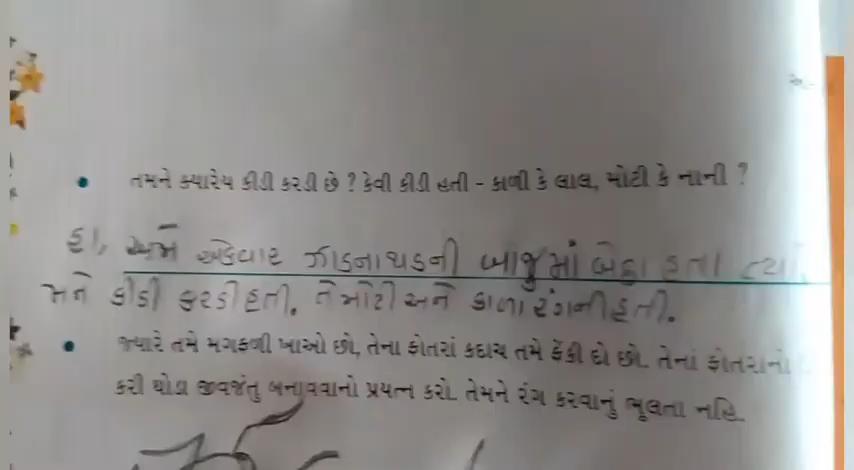 તમને ક્યારેય કીડી કરડી છે ? કેવી કીડી હતી - કાળી કે લાલ, મોટી કે નાની ?
હા, અમે એકવાર ઝાડના થડની બાજુમાં બેઠા હતા ત્યાં
મને કીડી કરડી હતી. તે મોટી અને કાળા રંગની હતી.
જ્યારે તમે મગફળી ખાઓ છો, તેના ફોતરાં કદાચ તમે ફેંકી દો છો. તેનાં ફોતરાંનો
કરી થોડા જીવજંતુ બનાવવાનો પ્રયત્ન કરો. તેમને રંગ કરવાનું ભૂલતા નહિ.